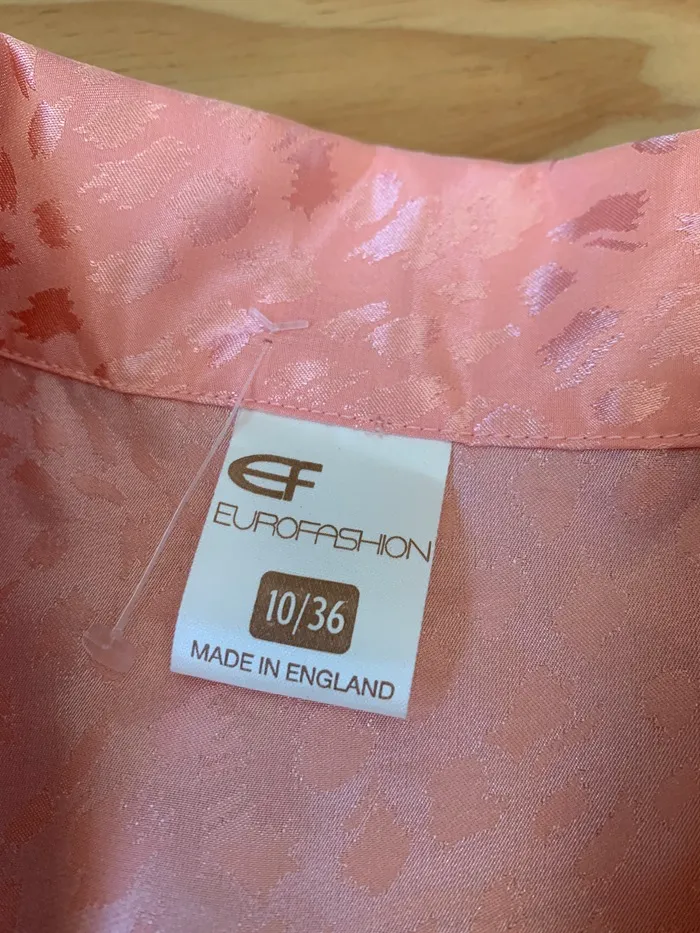 EF
EUROFASHION
10/36
MADE IN ENGLAND